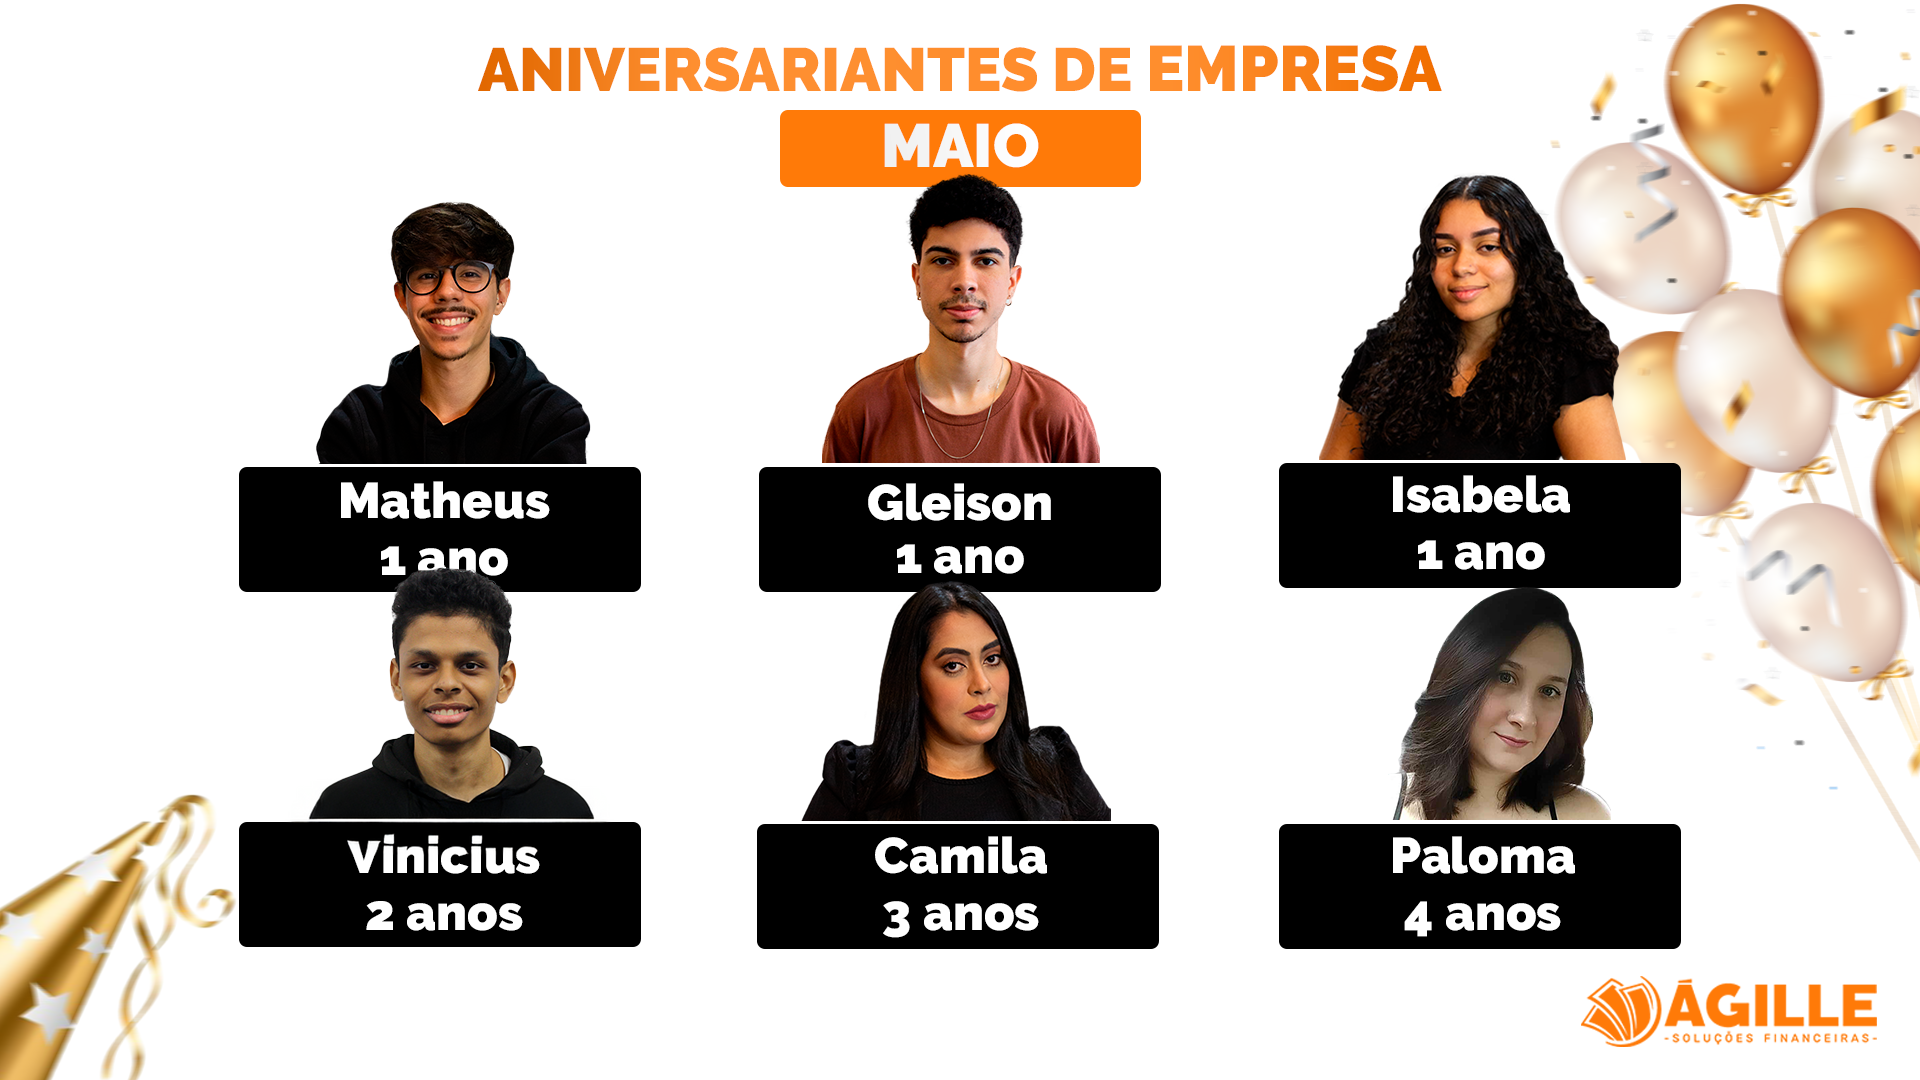 ANIVERSARIANTES DE EMPRESA
MAIO
Matheus
1 ano
Gleison
1 ano
Isabela
1 ano
Vinicius
2 anos
Camila
3 anos
Paloma
4 anos
ÁGILLE
-SOLUÇÕES FINANCEIRAS-